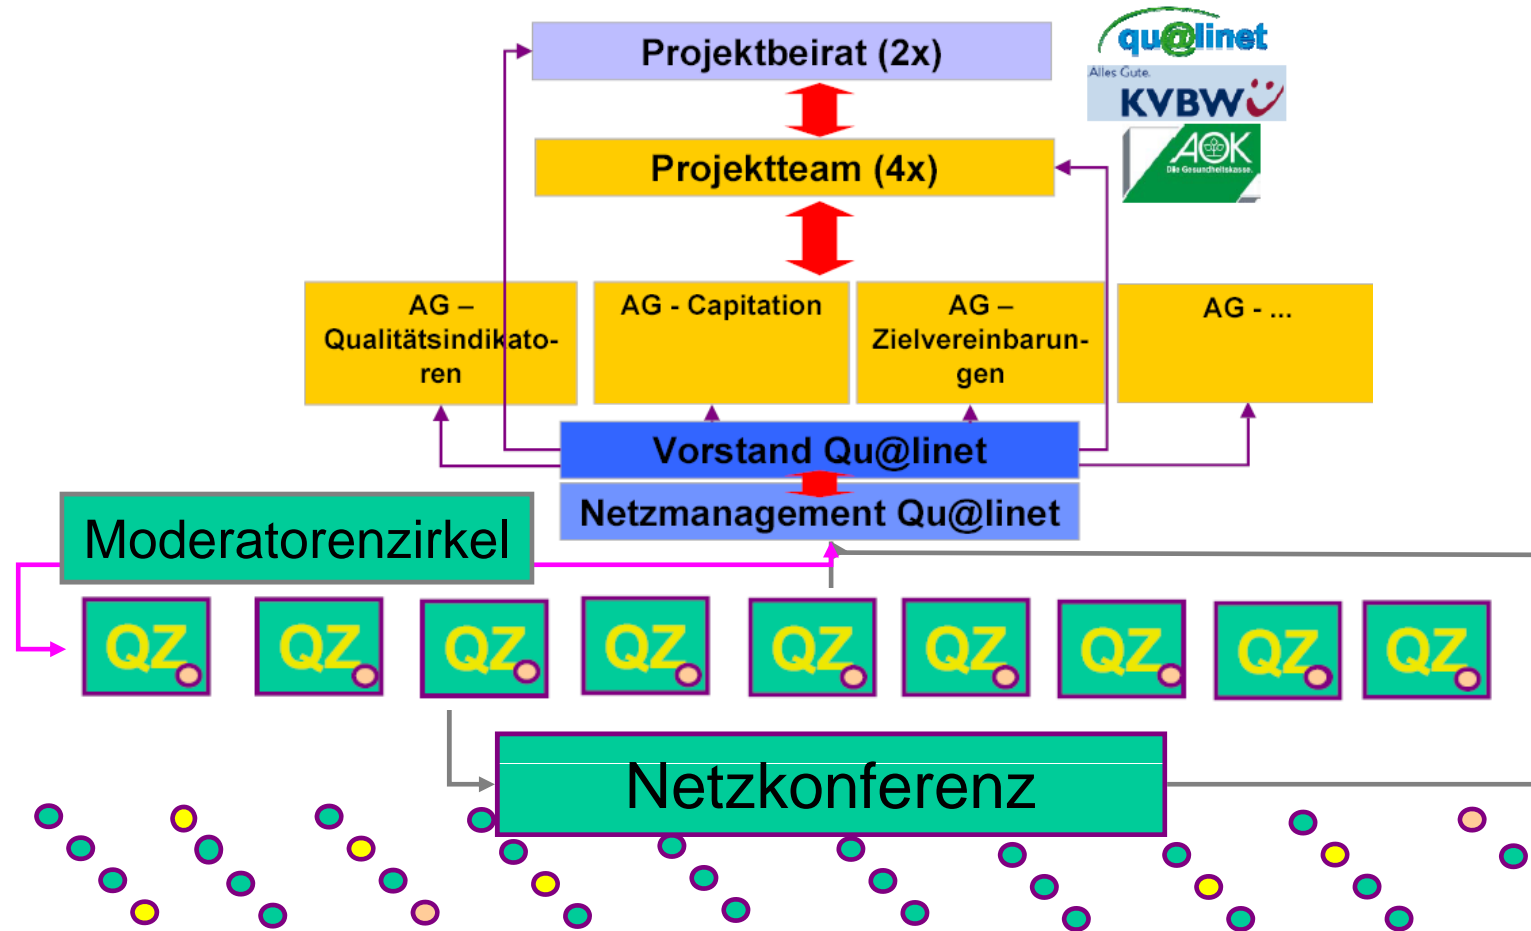 Projektbeirat (2x)
qu@linet
Alles Gute.
KVBW
Projektteam (4x)
AOK
Die Gesundheitskasse.
AG –
Qualitätsindikato-
ren
AG - Capitation
AG –
Zielvereinbarun-
gen
AG - ...
Vorstand Qu@linet
Netzmanagement Qu@linet
Moderatorenzirkel
QZ
QZ
QZ
QZ
QZ
QZ
QZ
QZ
QZ
Netzkonferenz